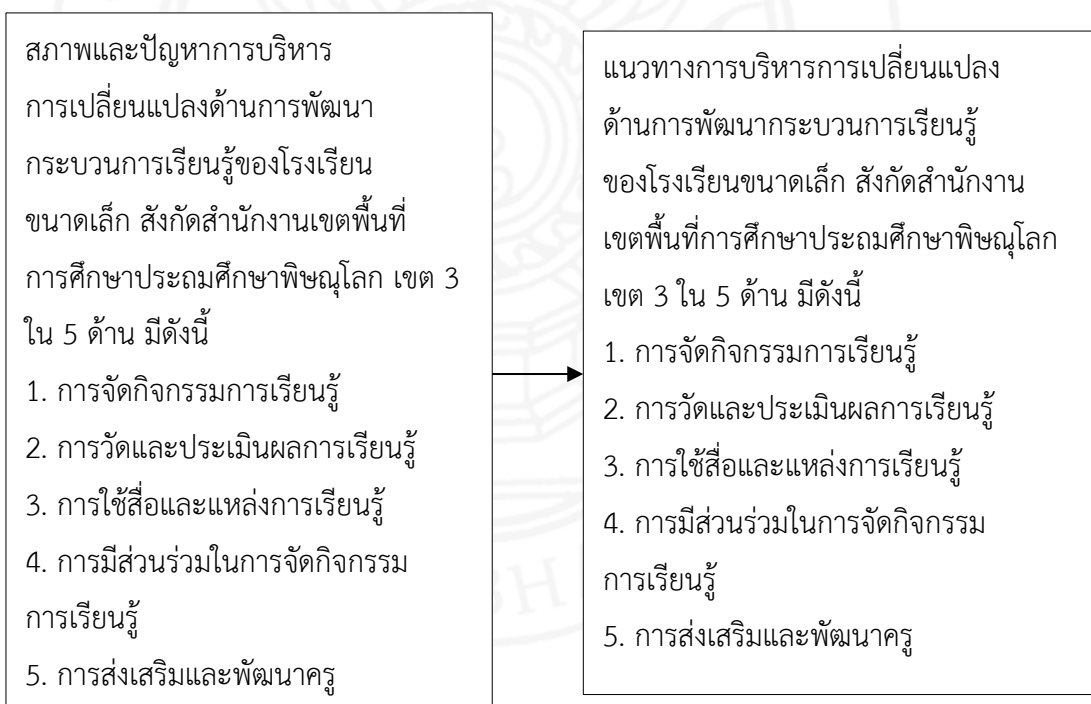 สภาพและปัญหาการบริหาร
การเปลี่ยนแปลงด้านการพัฒนา
กระบวนการเรียนรู้ของโรงเรียน
ขนาดเล็ก สังกัดสำนักงานเขตพื้นที่
การศึกษาประถมศึกษาพิษณุโลก เขต 3
ใน 5 ด้าน มีดังนี้
1. การจัดกิจกรรมการเรียนรู้
2. การวัดและประเมินผลการเรียนรู้
3. การใช้สื่อและแหล่งการเรียนรู้
4. การมีส่วนร่วมในการจัดกิจกรรม
การเรียนรู้
5. การส่งเสริมและพัฒนาครู
แนวทางการบริหารการเปลี่ยนแปลง
ด้านการพัฒนากระบวนการเรียนรู้
ของโรงเรียนขนาดเล็ก สังกัดสำนักงาน
เขตพื้นที่การศึกษาประถมศึกษาพิษณุโลก
เขต 3 ใน 5 ด้าน มีดังนี้
1. การจัดกิจกรรมการเรียนรู้
2. การวัดและประเมินผลการเรียนรู้
3. การใช้สื่อและแหล่งการเรียนรู้
4. การมีส่วนร่วมในการจัดกิจกรรม
การเรียนรู้
5. การส่งเสริมและพัฒนาครู